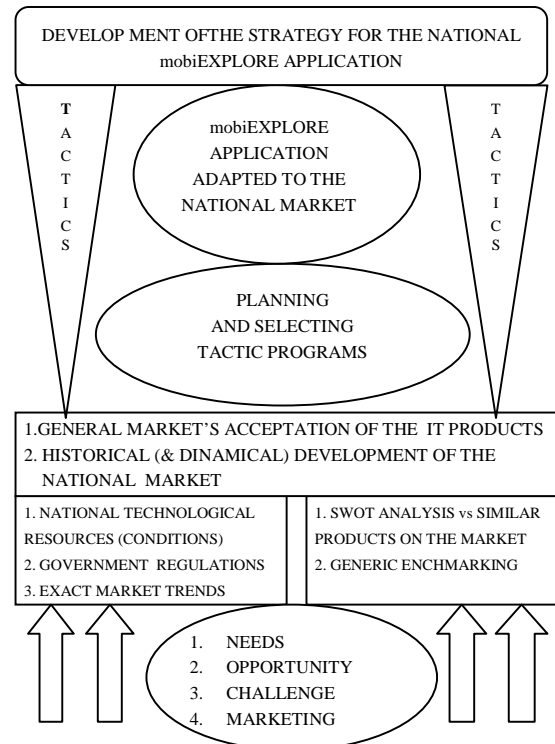 DEVELOP MENT OFTHE STRATEGY FOR THE NATIONAL
mobiEXPLORE APPLICATION
T
A
C
T
I
C
S
mobiEXPLORE
APPLICATION
ADAPTED TO THE
NATIONAL MARKET
T
A
C
T
I
C
S
PLANNING
AND SELECTING
TACTIC PROGRAMS
1.GENERAL MARKET'S ACCEPTATION OF THE IT PRODUCTS
2. HISTORICAL (& DINAMICAL) DEVELOPMENT OF THE
NATIONAL MARKET
1. NATIONAL TECHNOLOGICAL
RESOURCES (CONDITIONS)
2. GOVERNMENT REGULATIONS
3. EXACT MARKET TRENDS
1. SWOT ANALYSIS vs SIMILAR
PRODUCTS ON THE MARKET
2. GENERIC ENCHMARKING
1. NEEDS
2. OPPORTUNITY
3. CHALLENGE
4. MARKETING